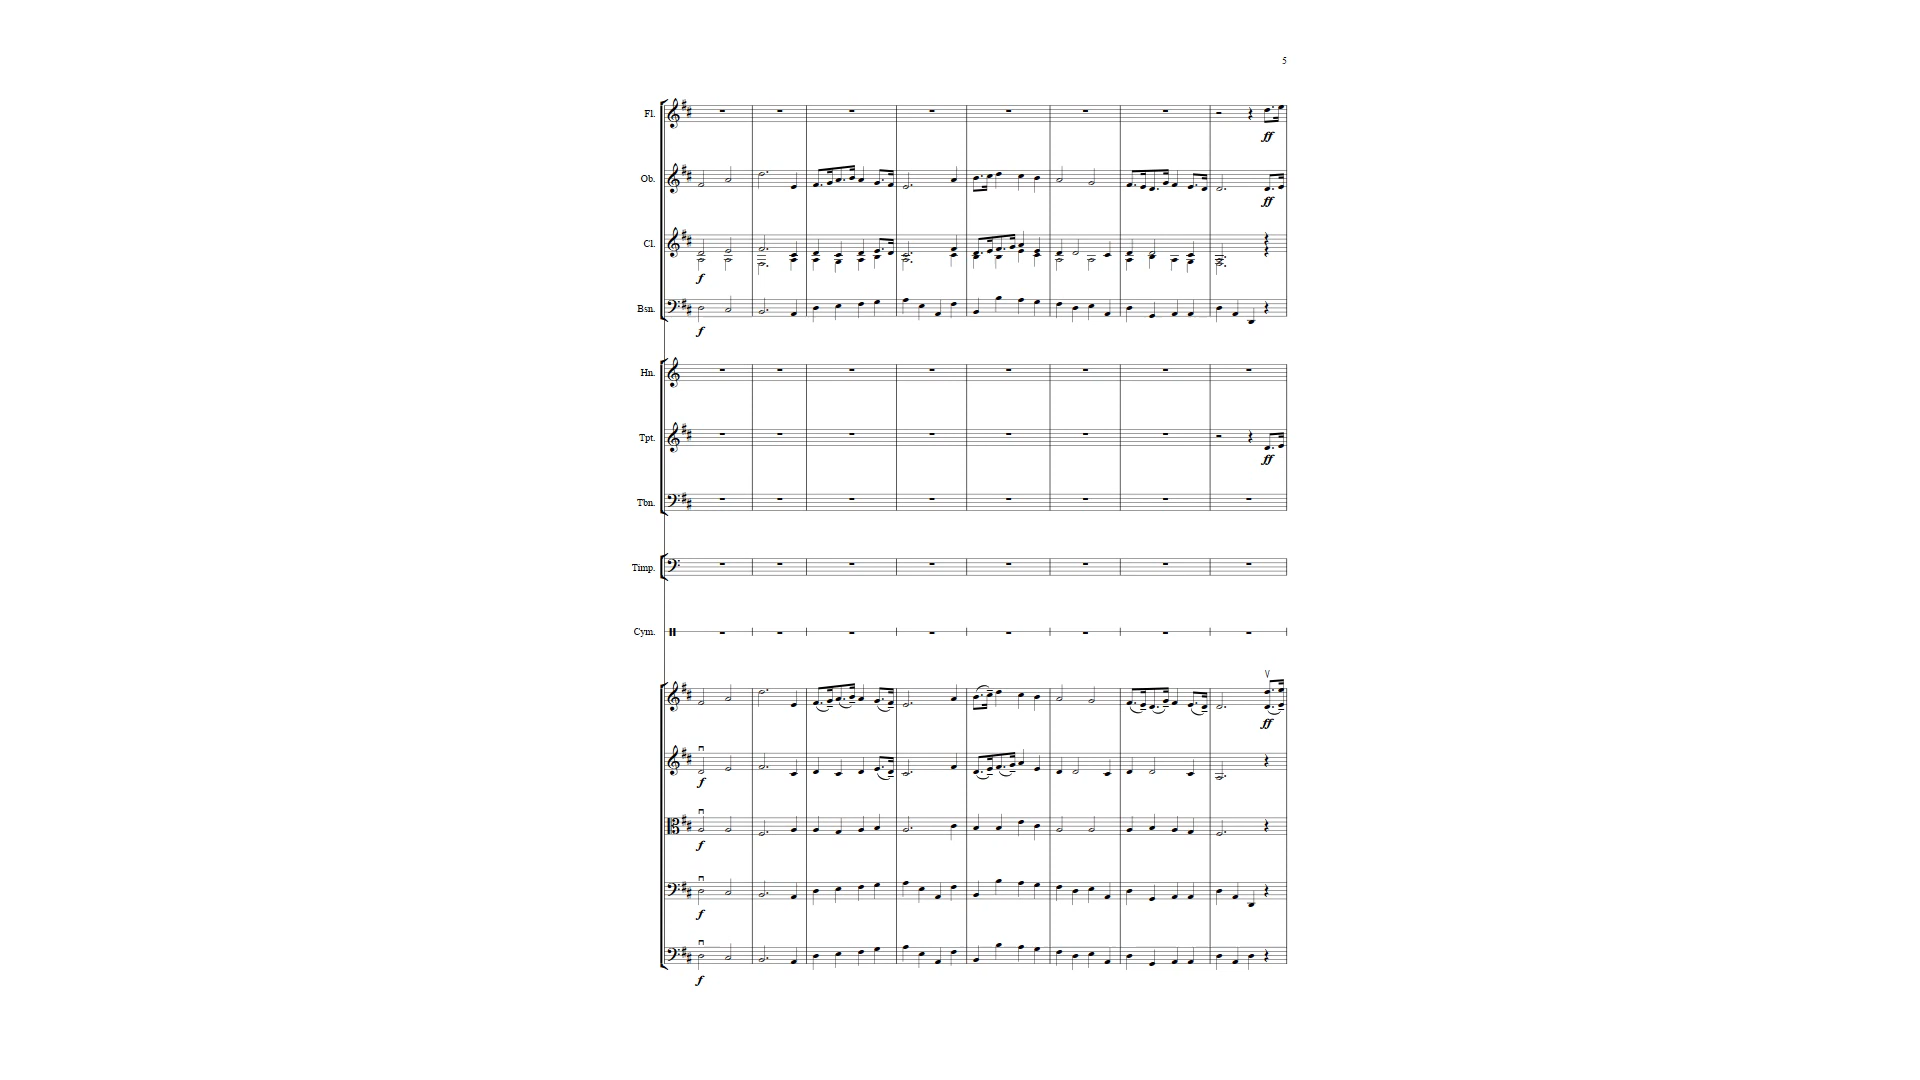 5
Fl.
ff
Ob.
ff
Cl.
f
Bsn.
f
Hn.
Tpt.
ff
Tbn.
Timp.
Cym.
ff
f
f
f
f